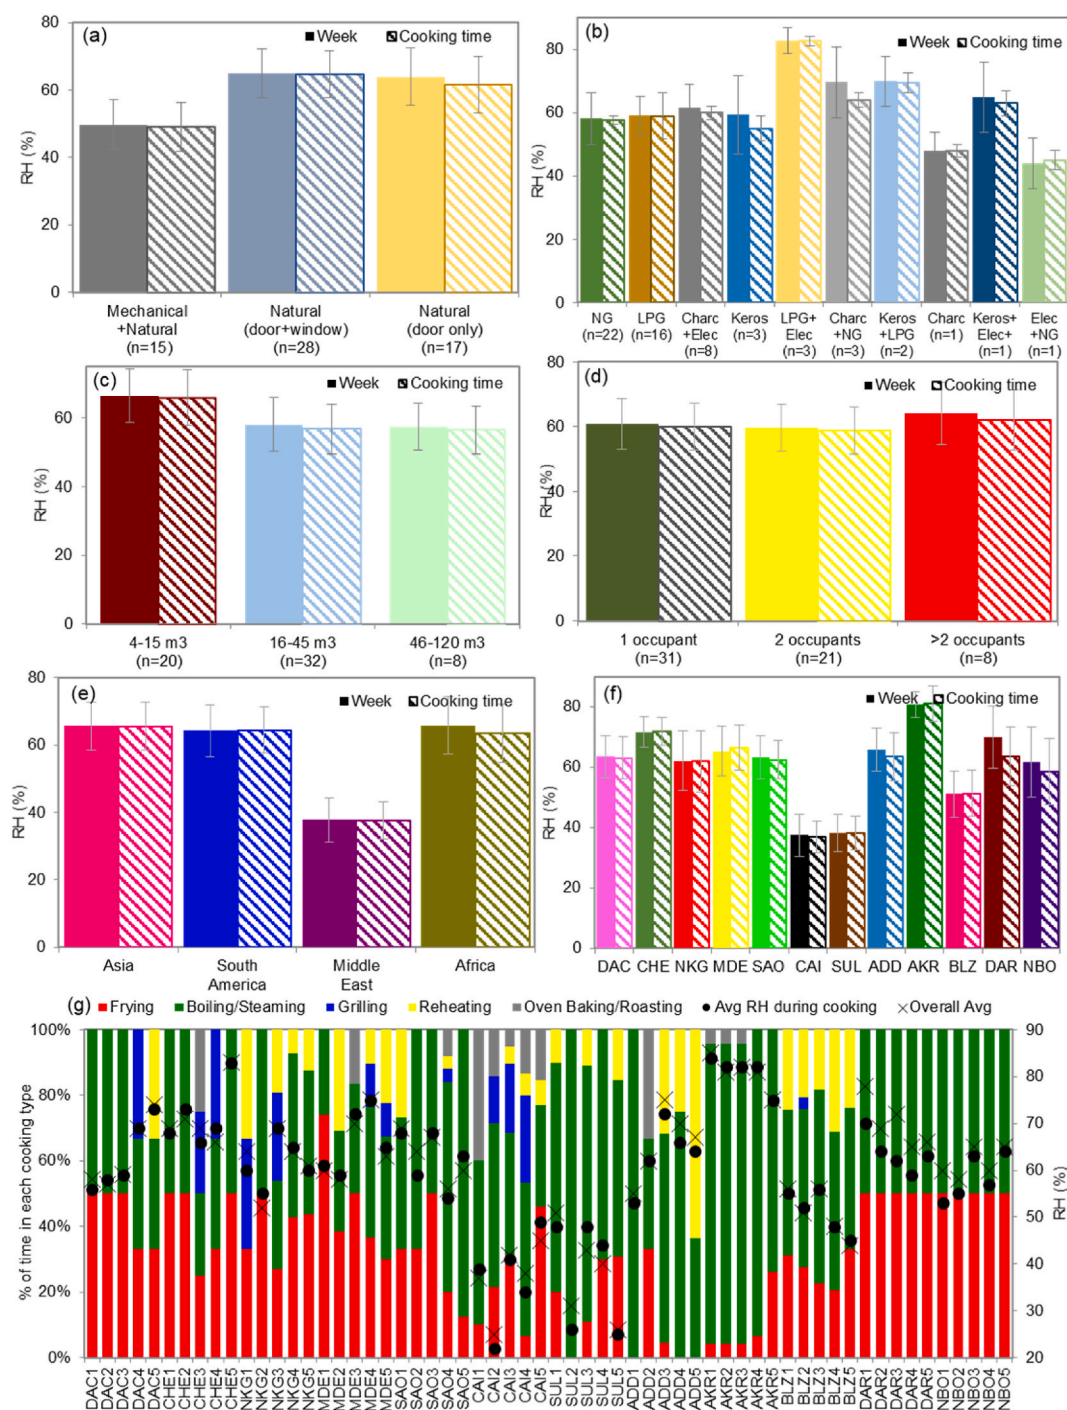 (a)
Week
Cooking time
RH (%)
80
60
40
20
0
Mechanical +Natural (n=15)
Natural (door+window) (n=28)
Natural (door only) (n=17)
(b)
Week
Cooking time
RH (%)
80
60
40
20
0
NG (n=22)
LPG (n=16)
Charc +Elec (n=8)
Keros (n=3)
LPG+ Elec (n=3)
Charc +NG (n=3)
Keros +LPG (n=2)
Charc (n=1)
Keros+ Elec+ (n=1)
Elec +NG (n=1)
(c)
Week
Cooking time
RH (%)
60
40
20
0
4-15 m3 (n=20)
16-45 m3 (n=32)
46-120 m3 (n=8)
(d)
Week
Cooking time
RH (%)
80
60
40
20
0
1 occupant (n=31)
2 occupants (n=21)
>2 occupants (n=8)
(e)
Week
Cooking time
RH (%)
80
60
40
20
0
Asia
South America
Middle East
Africa
(f)
Week
Cooking time
RH (%)
80
60
40
20
0
DAC CHE NKG MDE SAO CAI SUL ADD AKR BLZ DAR NBO
(g)
Frying
Boiling/Steaming
Grilling
Reheating
Oven Baking/Roasting
Avg RH during cooking
Overall Avg
% of time in each cooking type
100%
80%
60%
40%
20%
0%
RH (%)
90
80
70
60
50
40
30
20
DAC1 DAC2 DAC3 DAC4 DAC5 CHE1 CHE2 CHE3 CHE4 CHE5 NKG1 NKG2 NKG3 NKG4 NKG5 MDE1 MDE2 MDE3 MDE4 MDE5 SAO1 SAO2 SAO3 SAO4 SAO5 CAI1 CAI2 CAI3 CAI4 CAI5 SUL1 SUL2 SUL3 SUL4 SUL5 ADD1 ADD2 ADD3 ADD4 ADD5 AKR1 AKR2 AKR3 AKR4 AKR5 BLZ1 BLZ2 BLZ3 BLZ4 BLZ5 DAR1 DAR2 DAR3 DAR4 DAR5 NBO1 NBO2 NBO3 NBO4 NBO5